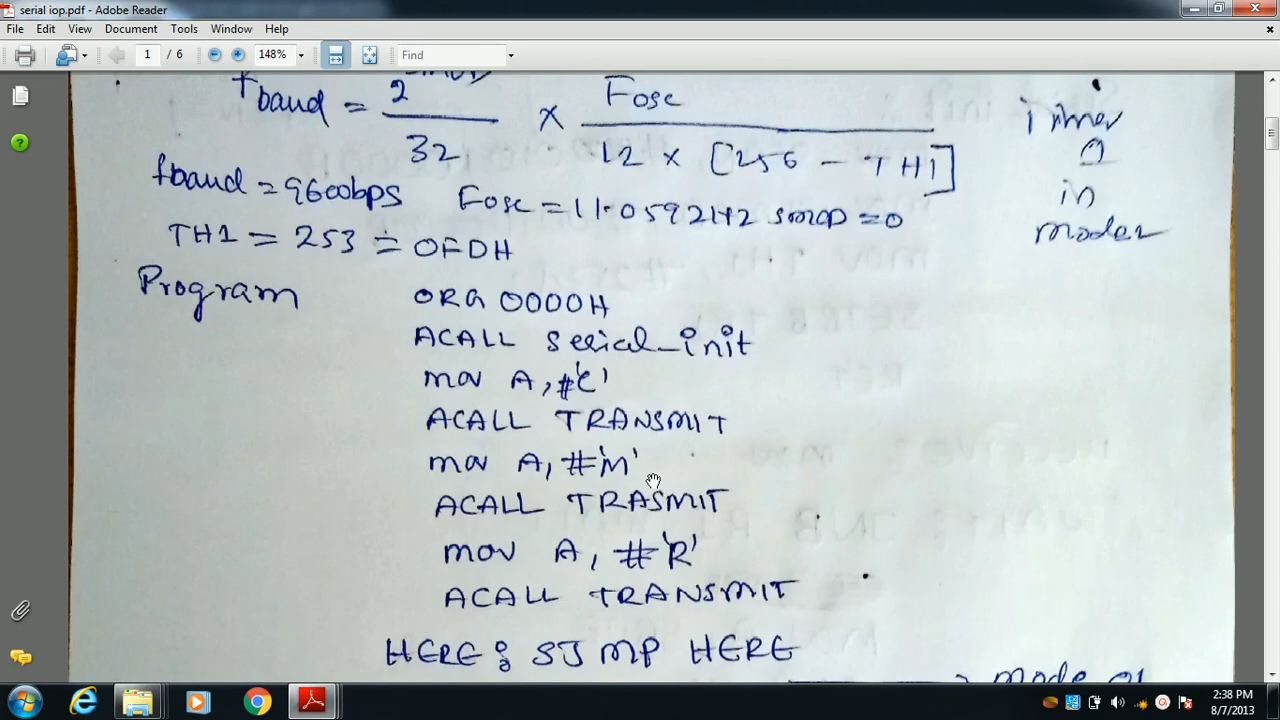 serial iop.pdf - Adobe Reader
File Edit View Document Tools Window Help
1 / 6 148% Find
fbaud = 2 / 32 × Fosc / 12 × [256 - TH1]
fbaud = 9600bps Fosc = 11.0592MHZ SMOD = 0
TH1 = 253 = 0FDH
Timer
1
in
mode2
Program
ORG 0000H
ACALL serial_init
mov A, #'C'
ACALL TRANSMIT
mov A, #'M'
ACALL TRASMIT
mov A, #'R'
ACALL TRANSMIT
HERE: SJMP HERE
2:38 PM
8/7/2013